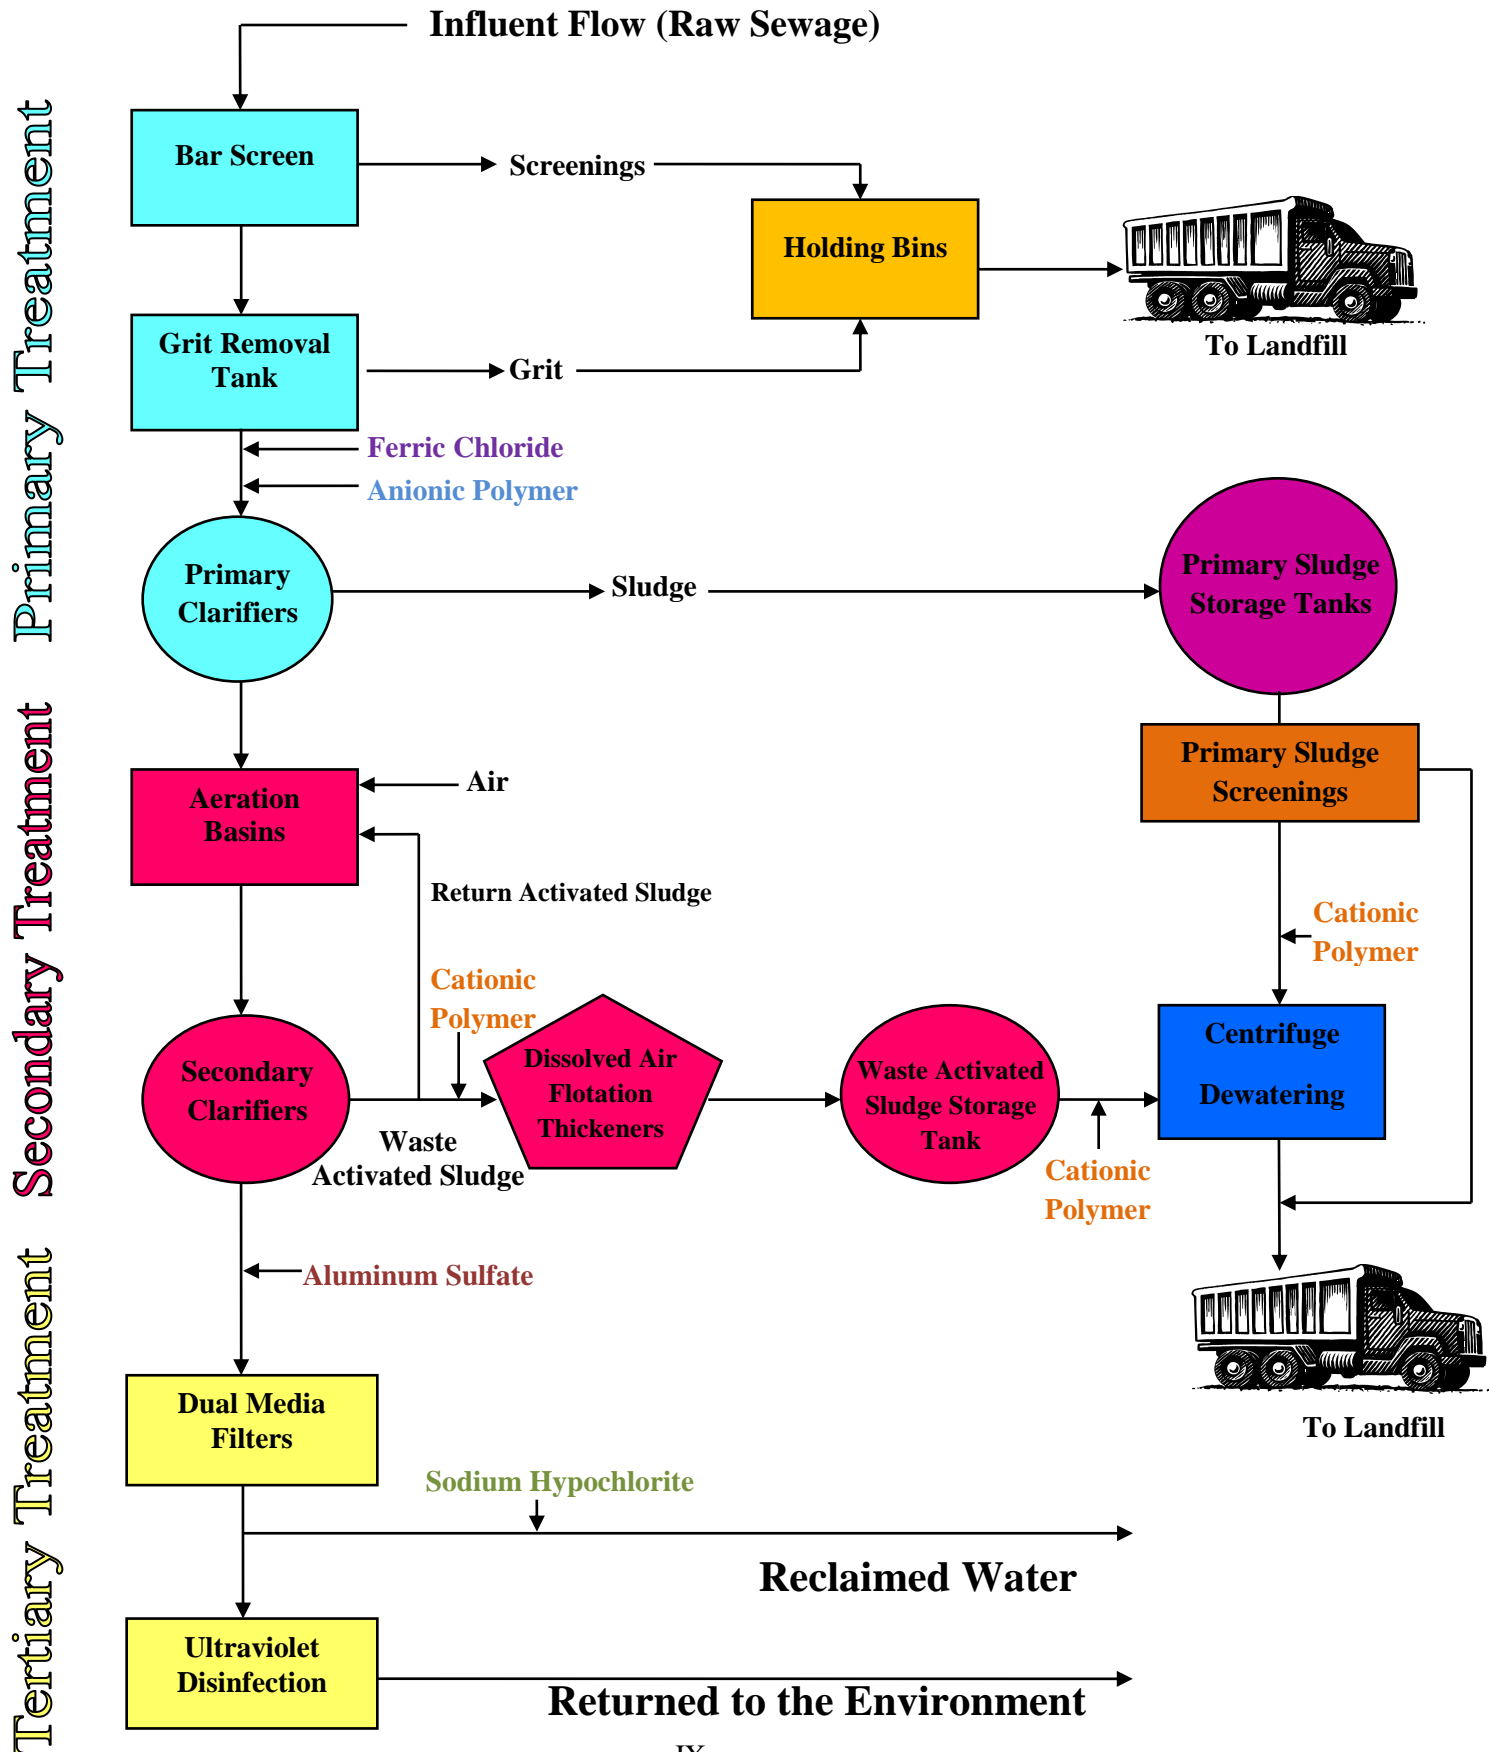 Influent Flow (Raw Sewage)
Primary Treatment
Bar Screen
Screenings
Holding Bins
To Landfill
Grit Removal
Tank
Grit
Ferric Chloride
Anionic Polymer
Primary
Clarifiers
Sludge
Primary Sludge
Storage Tanks
Secondary Treatment
Primary Sludge
Screenings
Aeration
Basins
Air
Return Activated Sludge
Cationic
Polymer
Cationic
Polymer
Secondary
Clarifiers
Waste
Activated Sludge
Dissolved Air
Flotation
Thickeners
Waste Activated
Sludge Storage
Tank
Cationic
Polymer
Centrifuge
Dewatering
To Landfill
Tertiary Treatment
Aluminum Sulfate
Dual Media
Filters
Sodium Hypochlorite
Reclaimed Water
Ultraviolet
Disinfection
Returned to the Environment
IX